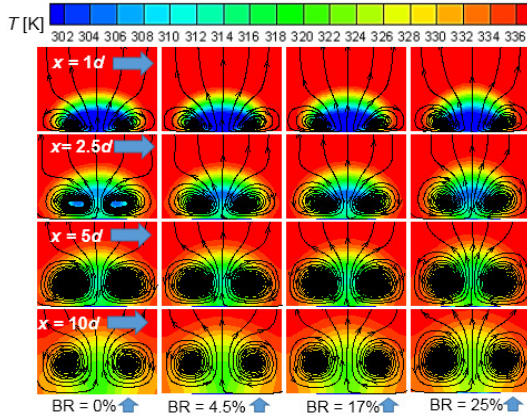 T [K]
302 304 306 308 310 312 314 316 318 320 322 324 326 328 330 332 334 336
x = 1d
x = 2.5d
x = 5d
x = 10d
BR = 0% BR = 4.5% BR = 17% BR = 25%